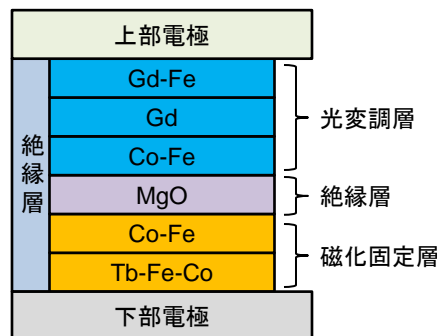 上部電極
絶縁層
Gd-Fe
Gd
Co-Fe
MgO
Co-Fe
Tb-Fe-Co
光変調層
絶縁層
磁化固定層
下部電極